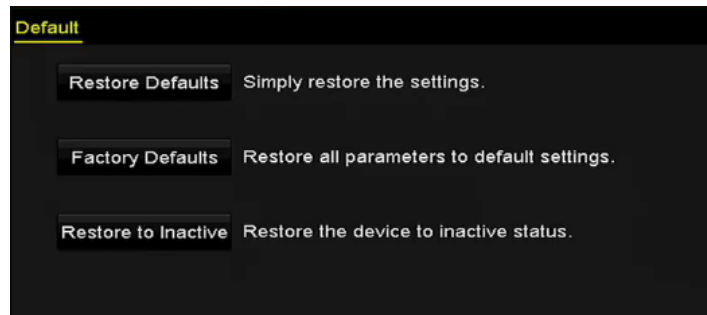 Default
Restore Defaults Simply restore the settings.
Factory Defaults Restore all parameters to default settings.
Restore to Inactive Restore the device to inactive status.